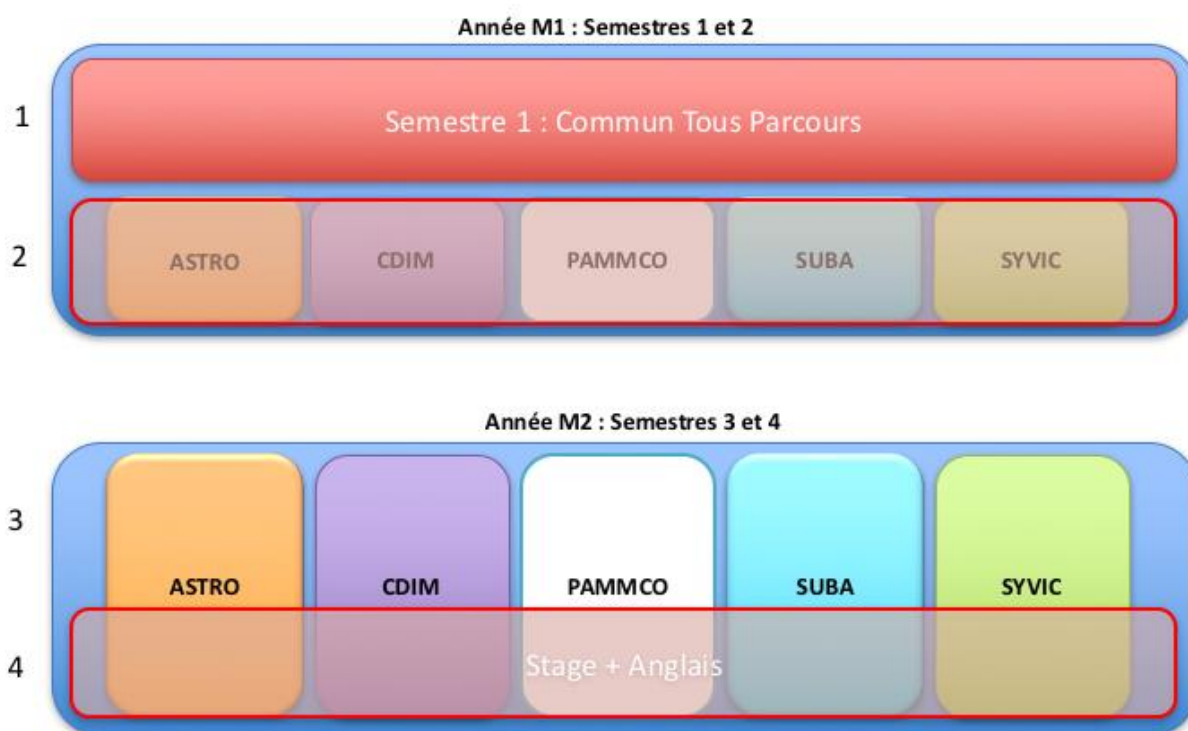 Année M1 : Semestres 1 et 2
1
Semestre 1 : Commun Tous Parcours
2
ASTRO
CDIM
PAMMCO
SUBA
SYVIC
Année M2 : Semestres 3 et 4
3
ASTRO
CDIM
PAMMCO
SUBA
SYVIC
4
Stage + Anglais